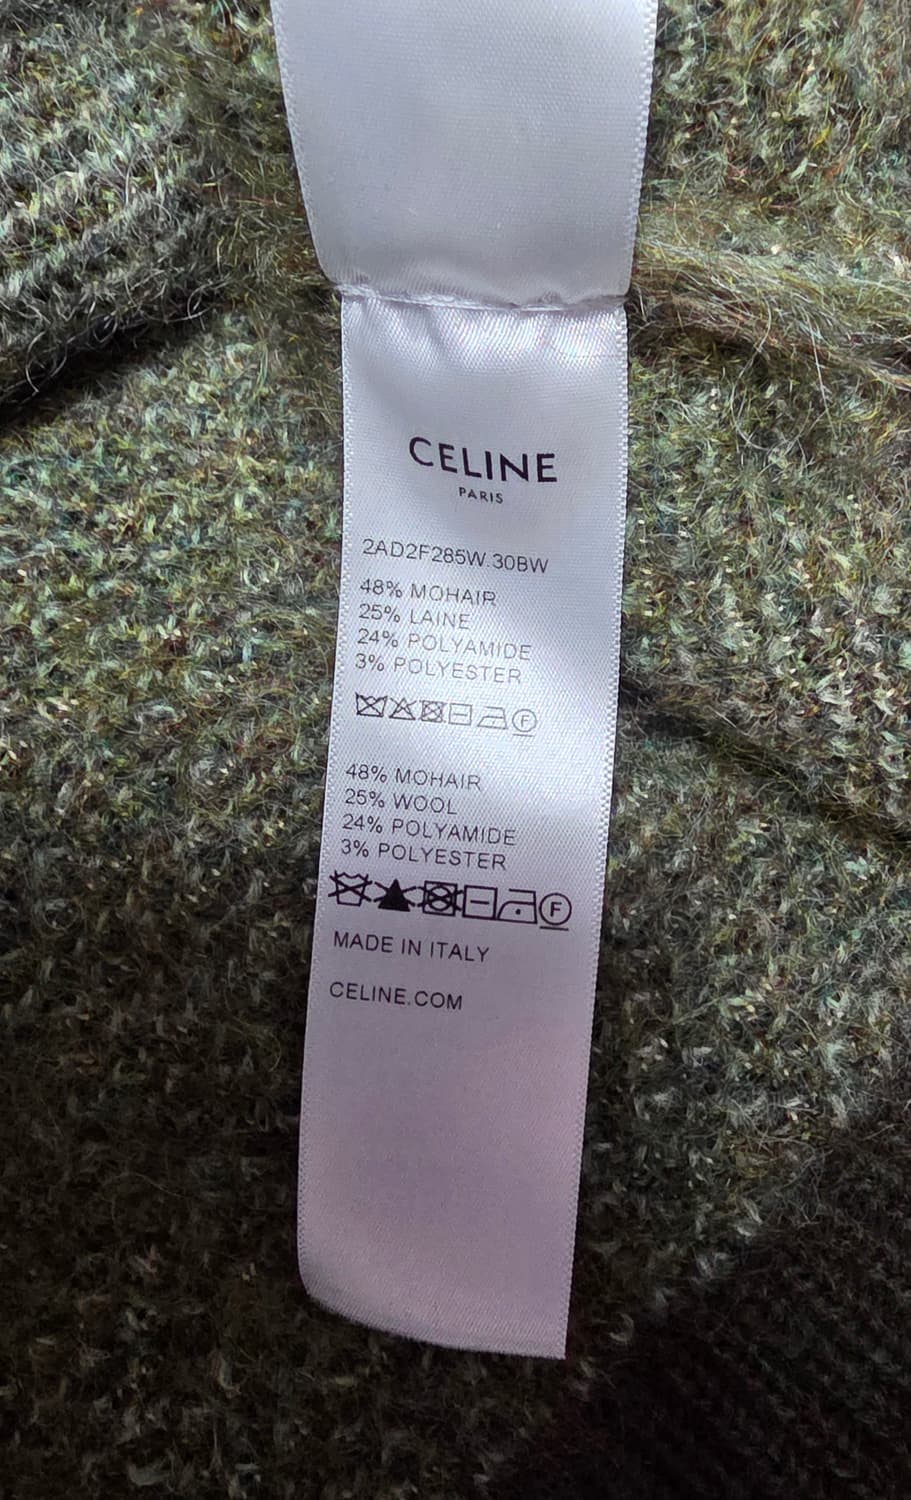 CELINE
PARIS
2AD2F285W.30BW
48% MOHAIR
25% LAINE
24% POLYAMIDE
3% POLYESTER
F
48% MOHAIR
25% WOOL
24% POLYAMIDE
3% POLYESTER
F
MADE IN ITALY
CELINE.COM